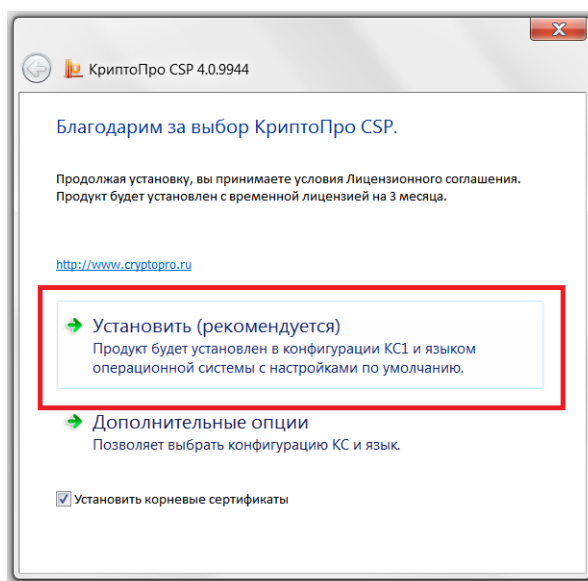 КриптоПро CSP 4.0.9944
Благодарим за выбор КриптоПро CSP.
Продолжая установку, вы принимаете условия Лицензионного соглашения.
Продукт будет установлен с временной лицензией на 3 месяца.
http://www.cryptopro.ru
Установить (рекомендуется)
Продукт будет установлен в конфигурации КС1 и языком
операционной системы с настройками по умолчанию.
Дополнительные опции
Позволяет выбрать конфигурацию КС и язык.
Установить корневые сертификаты